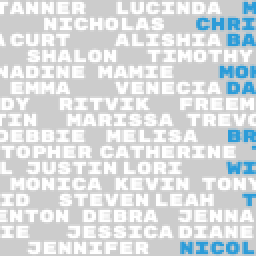 TANNER LUCINDA M
NICHOLAS CHRI
A CURT ALISHIA BA
SHALON TIMOTHY
NADINE MAMIE MON
EMMA VENECIA DA
DY RITVIK FREEM
TIN MARISSA TREVO
DEBBIE MELISA BR
TOPHER CATHERINE T
L JUSTIN LORI WI
MONICA KEVIN TONY
ID STEVEN LEAH T
ENTON DEBRA JENNA
IE JESSICA DIANE
JENNIFER NICOL